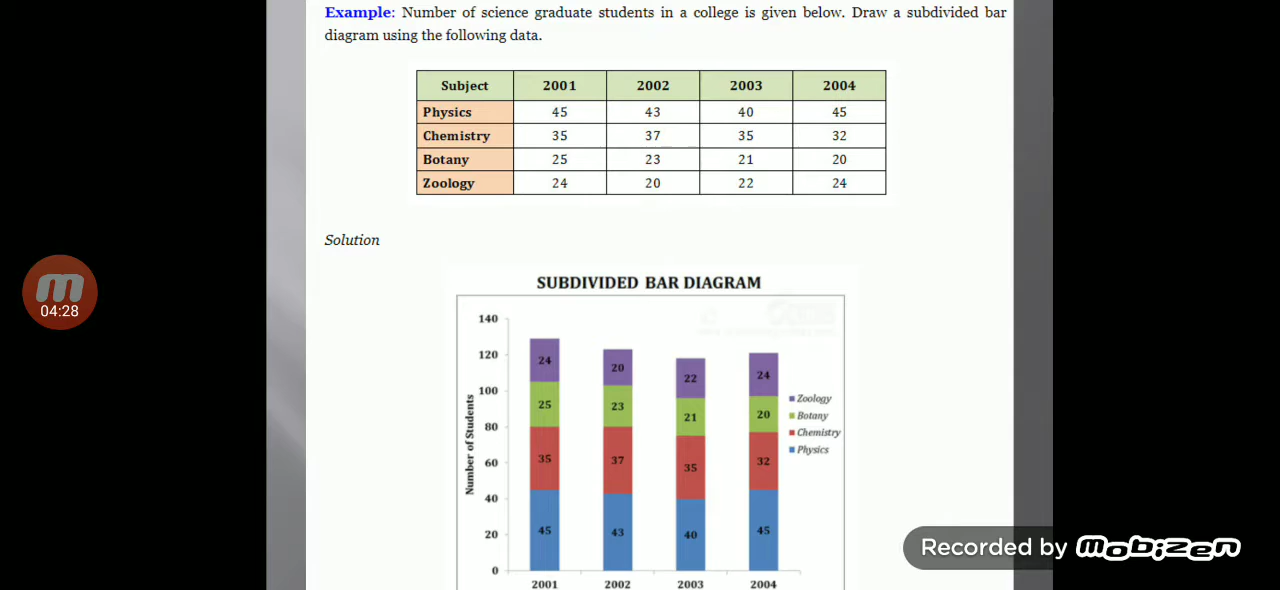 Example: Number of science graduate students in a college is given below. Draw a subdivided bar
diagram using the following data.
Subject 2001 2002 2003 2004
Physics 45 43 40 45
Chemistry 35 37 35 32
Botany 25 23 21 20
Zoology 24 20 22 24
Solution
04:28
SUBDIVIDED BAR DIAGRAM
Number of Students
140
120
100
80
60
40
20
0
24 20 22 24
25 23 21 20
35 37 35 32
45 43 40 45
Zoology
Botany
Chemistry
Physics
2001 2002 2003 2004
Recorded by Mobizen